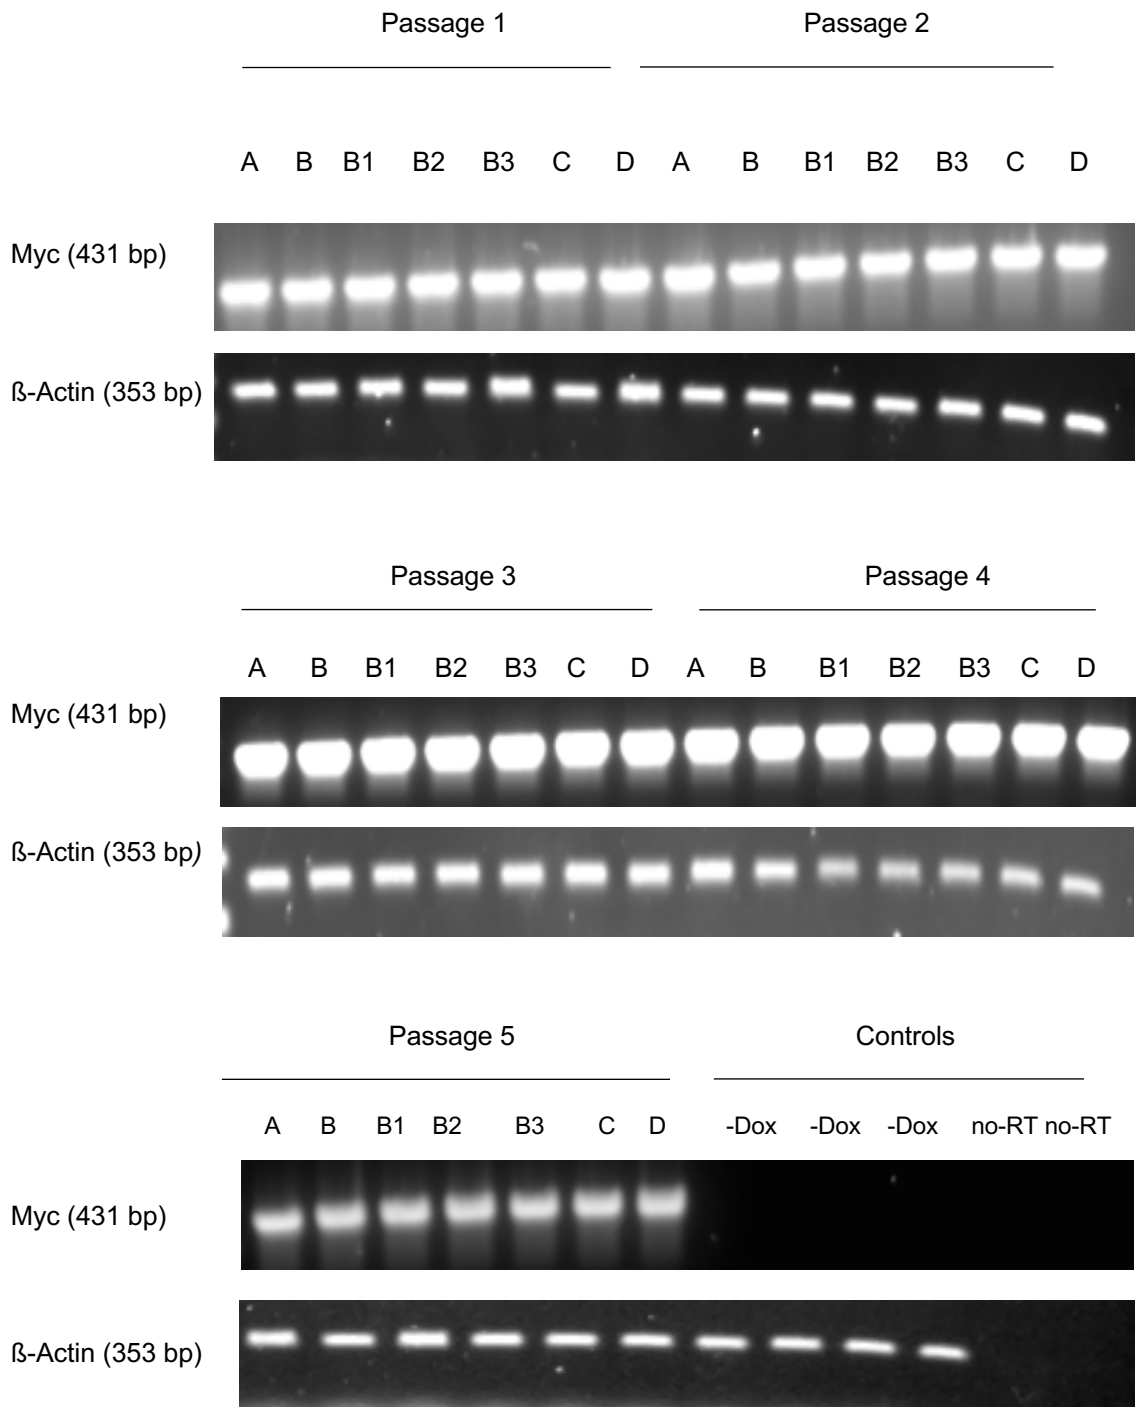 Passage 1 Passage 2
A B B1 B2 B3 C D A B B1 B2 B3 C D
Myc (431 bp)
ß-Actin (353 bp)
Passage 3 Passage 4
A B B1 B2 B3 C D A B B1 B2 B3 C D
Myc (431 bp)
ß-Actin (353 bp)
Passage 5 Controls
A B B1 B2 B3 C D -Dox -Dox -Dox no-RT no-RT
Myc (431 bp)
ß-Actin (353 bp)